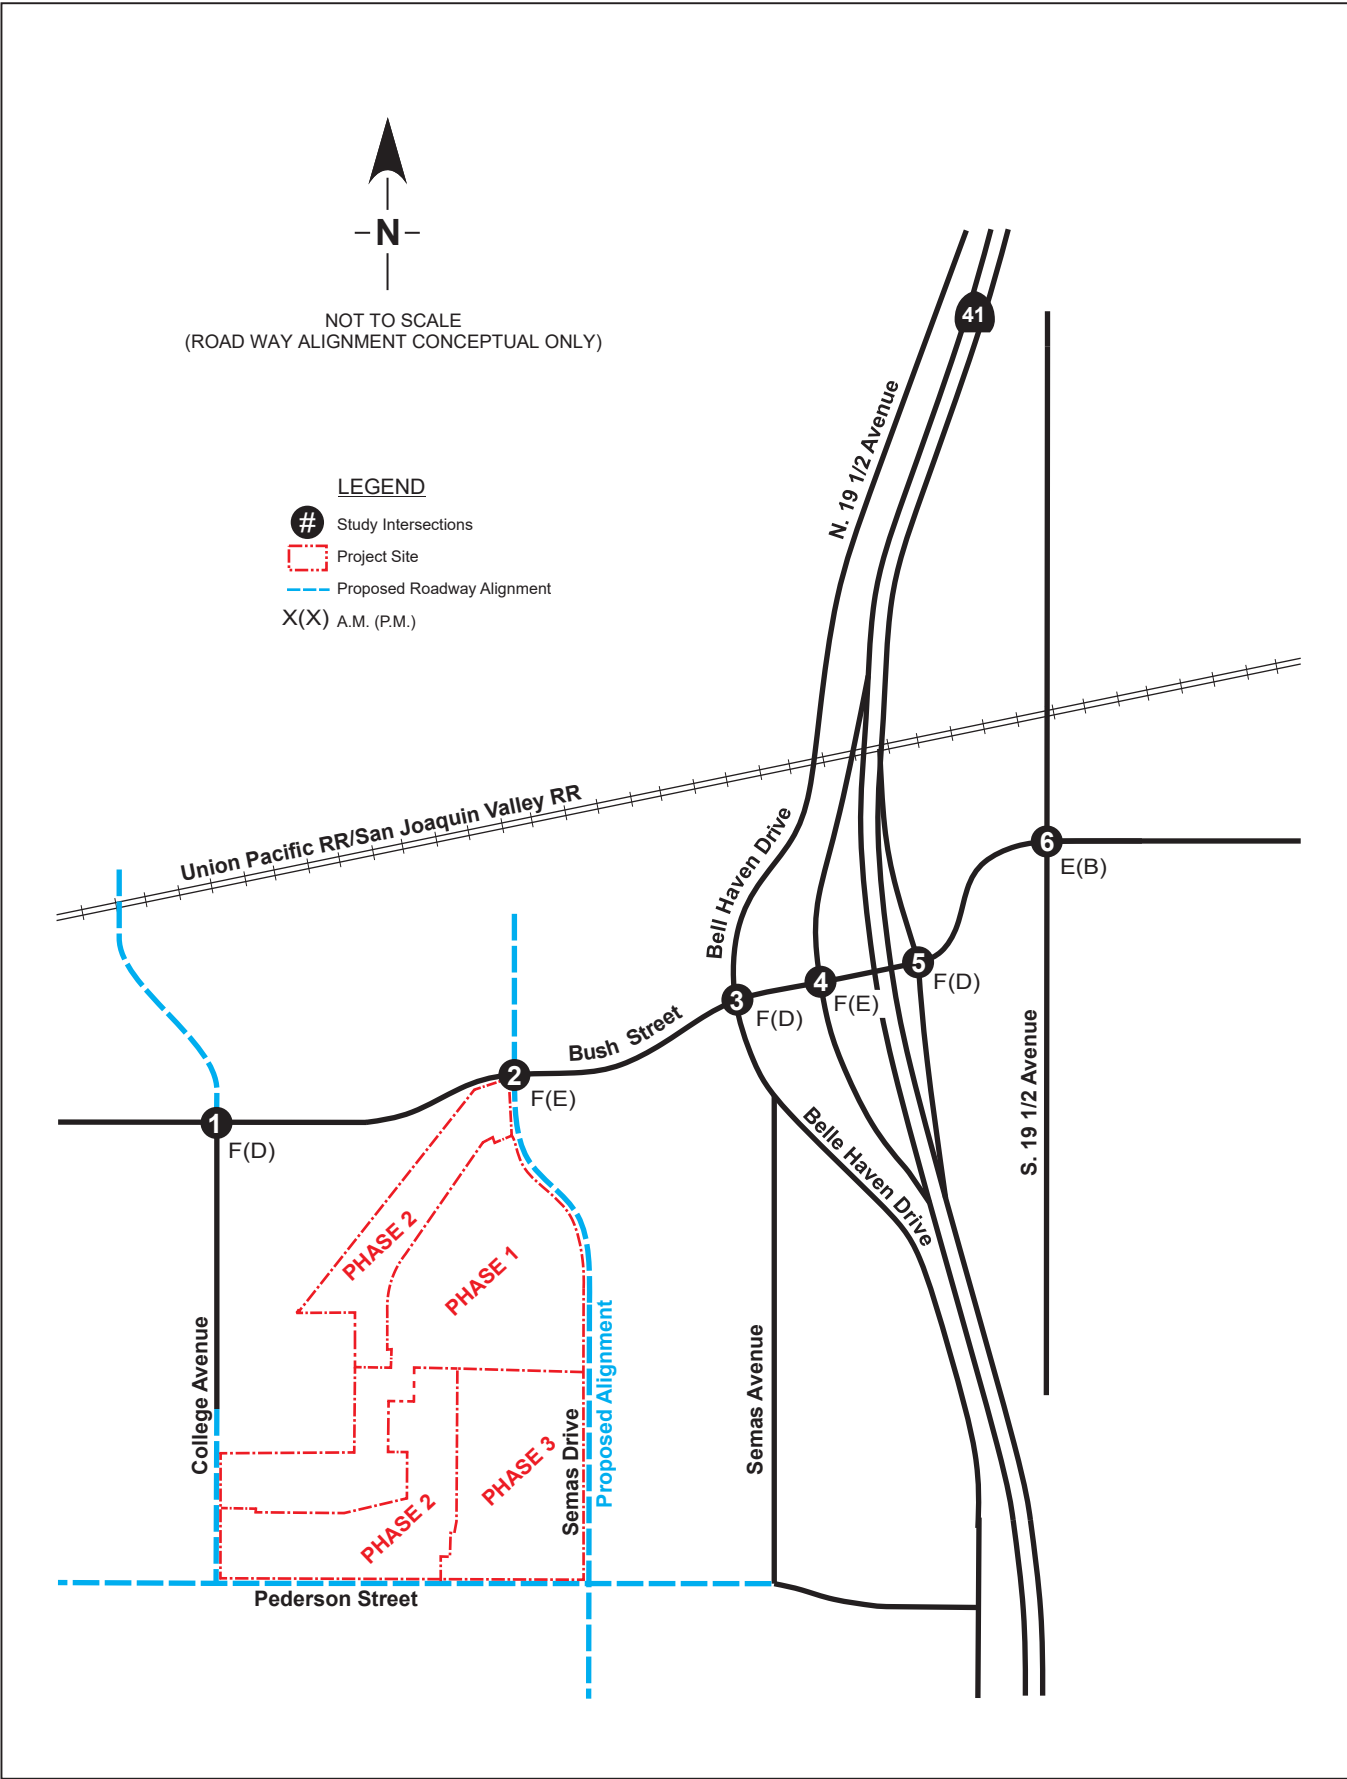 N
NOT TO SCALE
(ROAD WAY ALIGNMENT CONCEPTUAL ONLY)
41
N. 19 1/2 Avenue
LEGEND
# Study Intersections
Project Site
Proposed Roadway Alignment
X(X) A.M. (P.M.)
Union Pacific RR/San Joaquin Valley RR
Bell Haven Drive
6
E(B)
5
F(D)
4
F(E)
3
F(D)
Bush Street
2
F(E)
1
F(D)
S. 19 1/2 Avenue
Belle Haven Drive
PHASE 2
PHASE 1
College Avenue
Semas Drive
Proposed Alignment
Semas Avenue
PHASE 3
PHASE 2
Pederson Street